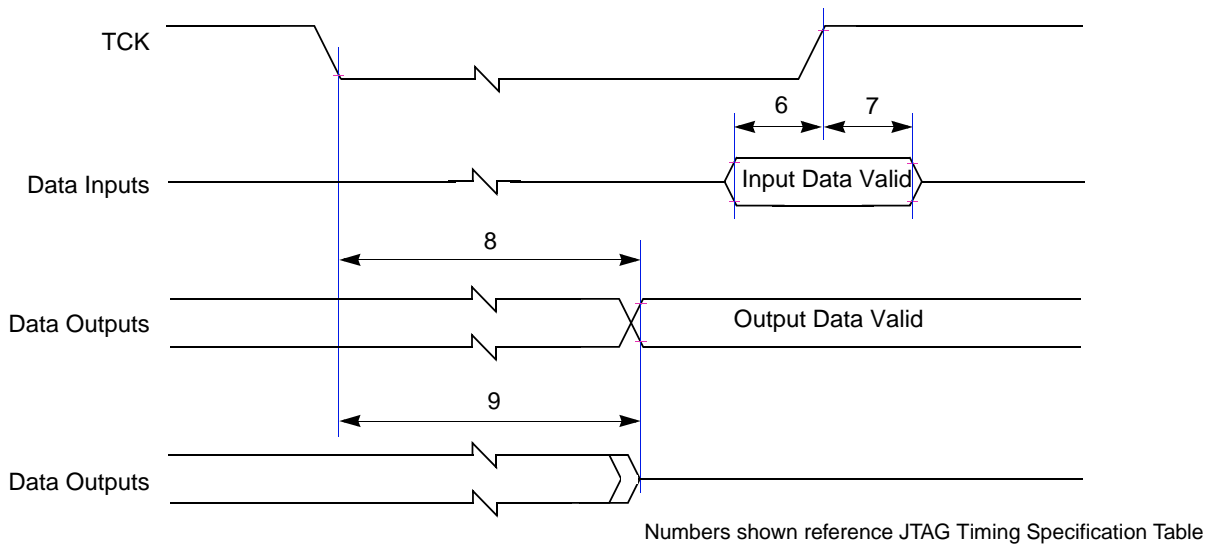 TCK
6
7
Data Inputs
Input Data Valid
8
Data Outputs
Output Data Valid
9
Data Outputs
Numbers shown reference JTAG Timing Specification Table